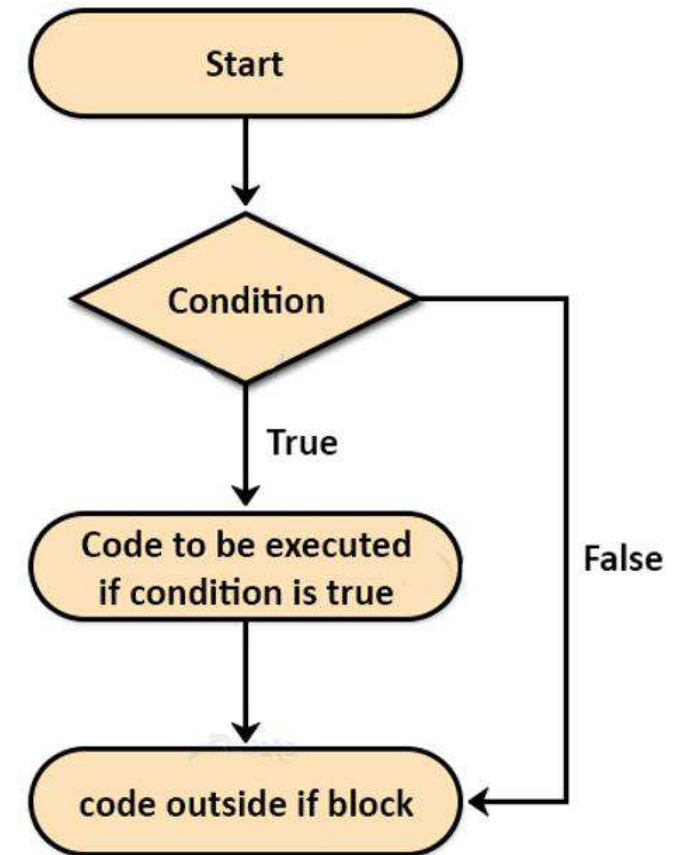 Start
Condition
True
Code to be executed
if condition is true
False
code outside if block